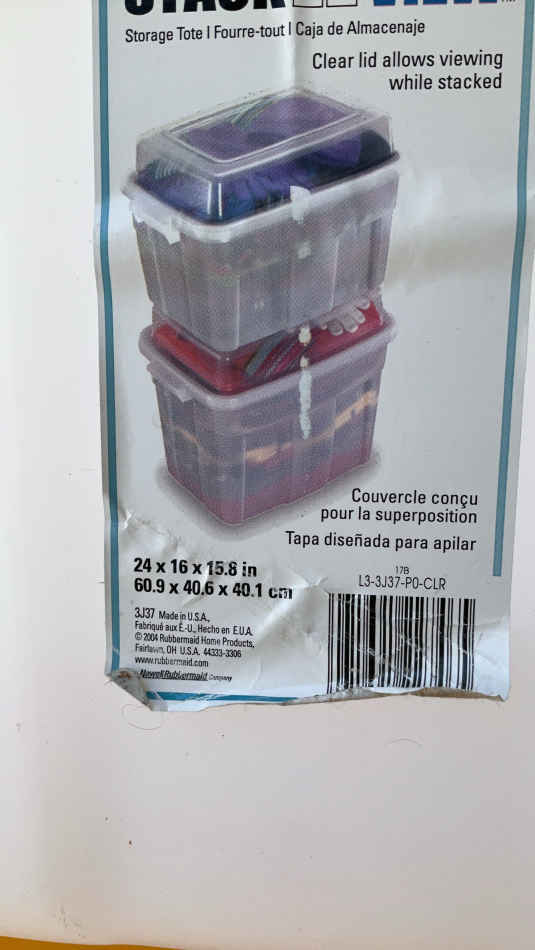 Storage Tote | Fourre-tout | Caja de Almacenaje
Clear lid allows viewing
while stacked
Couvercle conçu
pour la superposition
Tapa diseñada para apilar
24 x 16 x 15.8 in
60.9 x 40.6 x 40.1 cm
17B
L3-3J37-P0-CLR
3J37 Made in U.S.A.,
Fabriqué aux É.-U., Hecho en E.U.A.
© 2004 Rubbermaid Home Products,
Fairlawn, OH U.S.A. 44333-3306
www.rubbermaid.com
Newell Rubbermaid Company